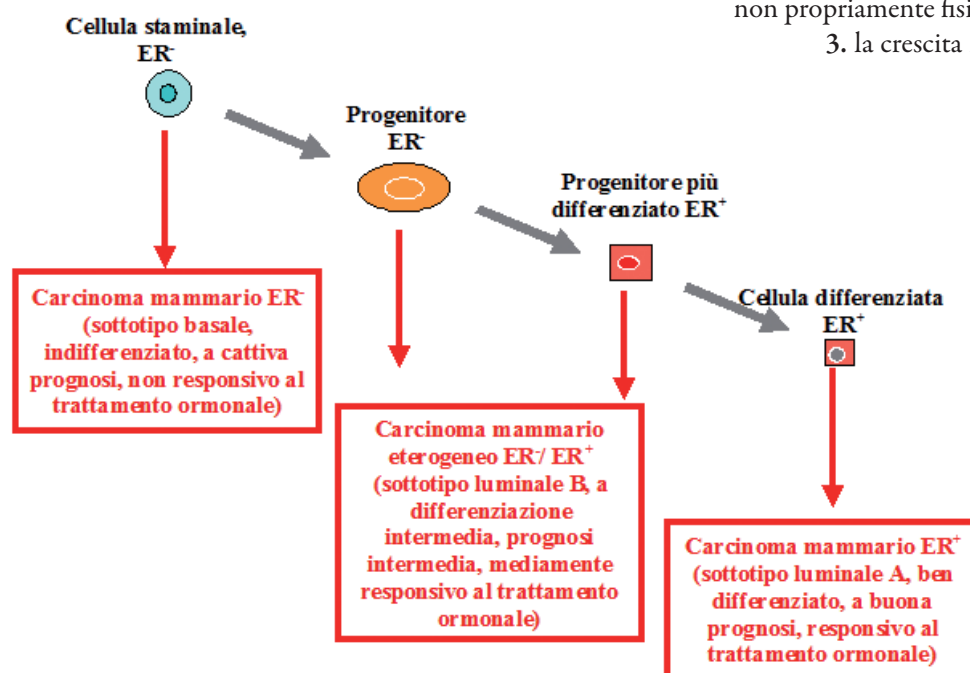 non propriamente fisi
3. la crescita
Cellula staminale,
ER⁻
Progenitore
ER⁻
Progenitore più
differenziato ER⁺
Cellula differenziata
ER⁺
Carcinoma mammario ER⁻
(sottotipo basale,
indifferenziato, a cattiva
prognosi, non responsivo al
trattamento ormonale)
Carcinoma mammario
eterogeneo ER⁻/ ER⁺
(sottotipo luminale B, a
differenziazione
intermedia, prognosi
intermedia, mediamente
responsivo al trattamento
ormonale)
Carcinoma mammario ER⁺
(sottotipo luminale A, ben
differenziato, a buona
prognosi, responsivo al
trattamento ormonale)